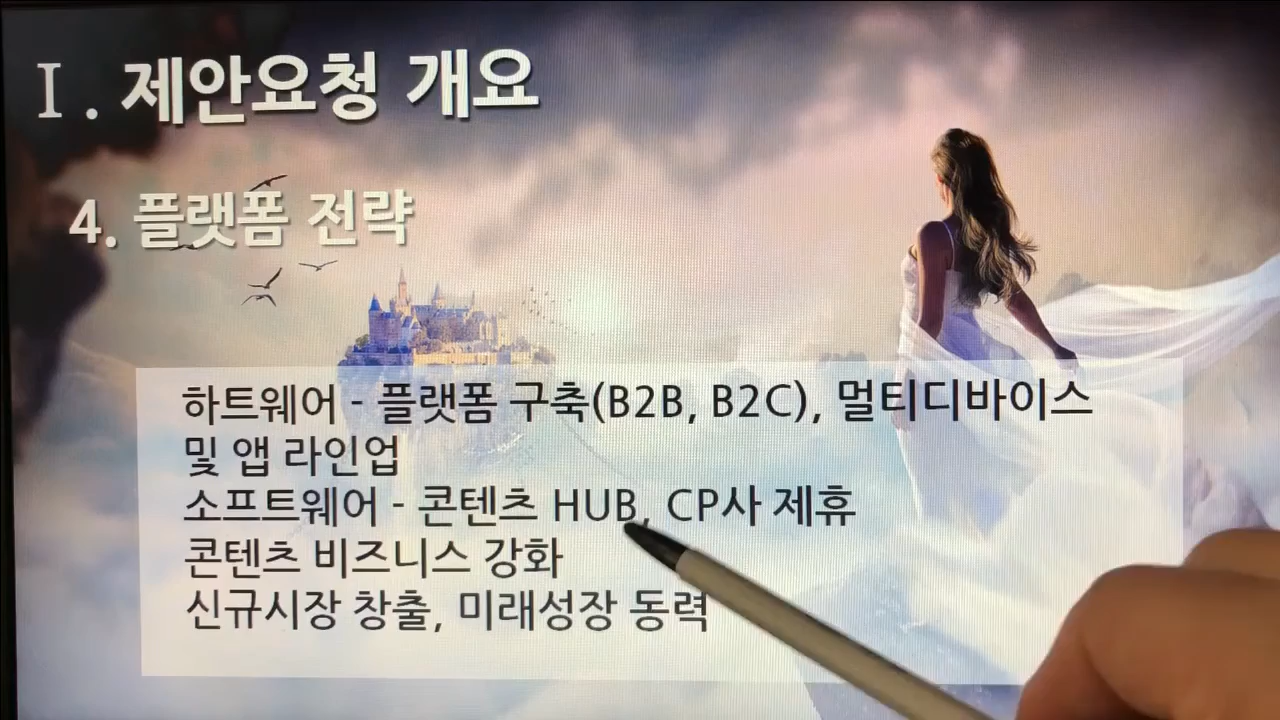 Ⅰ. 제안요청 개요
4. 플랫폼 전략
하트웨어 - 플랫폼 구축(B2B, B2C), 멀티디바이스
및 앱 라인업
소프트웨어 - 콘텐츠 HUB, CP사 제휴
콘텐츠 비즈니스 강화
신규시장 창출, 미래성장 동력